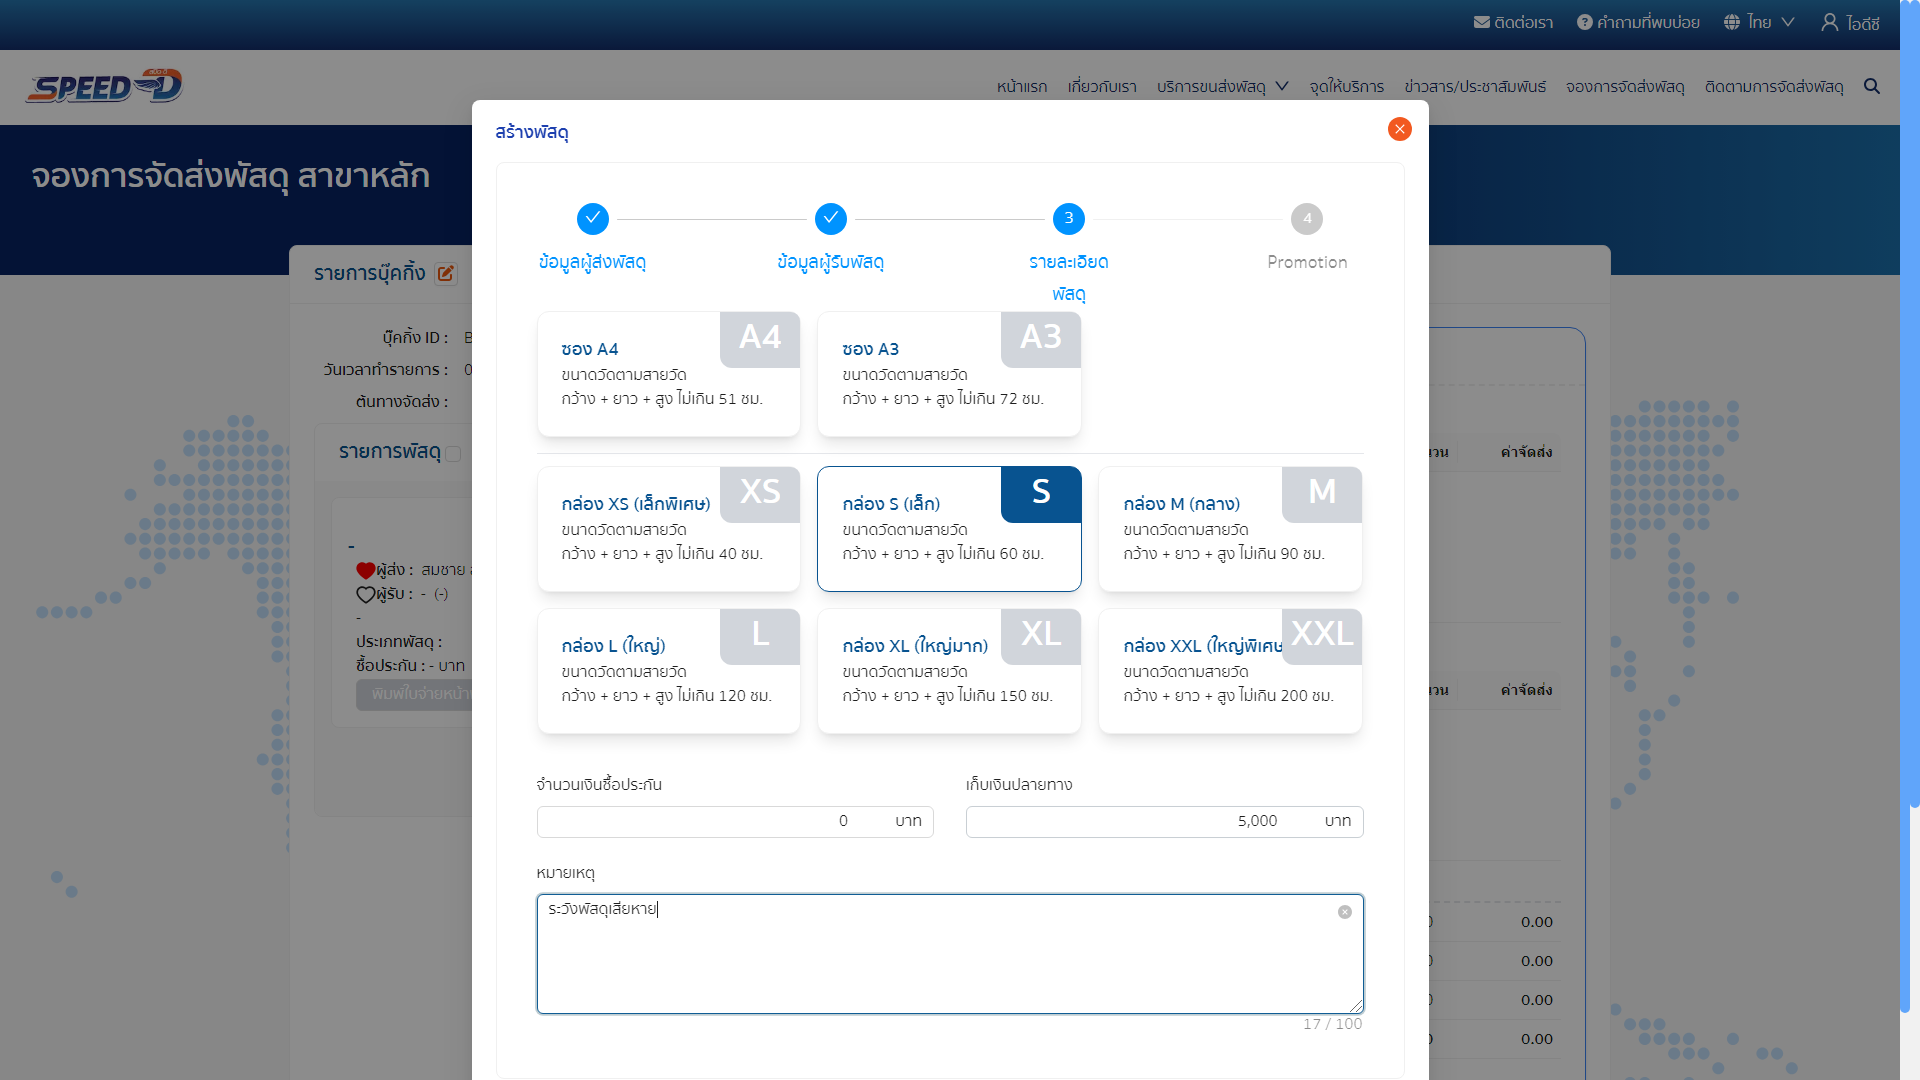 ติดต่อเรา คำถามที่พบบ่อย ไทย ไอดีซี
SPEED D
หน้าแรก เกี่ยวกับเรา บริการขนส่งพัสดุ จุดให้บริการ ข่าวสาร/ประชาสัมพันธ์ จองการจัดส่งพัสดุ ติดตามการจัดส่งพัสดุ
จองการจัดส่งพัสดุ สาขาหลัก
สร้างพัสดุ
3 4
ข้อมูลผู้ส่งพัสดุ ข้อมูลผู้รับพัสดุ รายละเอียด Promotion
พัสดุ
รายการบุ๊คกิ้ง
บุ๊คกิ้ง ID :
วันเวลาทำรายการ : 0
ต้นทางจัดส่ง :
รายการพัสดุ
-
ผู้ส่ง : สมชาย
ผู้รับ : - (-)
-
ประเภทพัสดุ :
ซื้อประกัน : - บาท
พิมพ์ใบจ่ายหน้า
ซอง A4 A4
ขนาดวัดตามสายวัด
กว้าง + ยาว + สูง ไม่เกิน 51 ซม.
ซอง A3 A3
ขนาดวัดตามสายวัด
กว้าง + ยาว + สูง ไม่เกิน 72 ซม.
กล่อง XS (เล็กพิเศษ) XS
ขนาดวัดตามสายวัด
กว้าง + ยาว + สูง ไม่เกิน 40 ซม.
กล่อง S (เล็ก) S
ขนาดวัดตามสายวัด
กว้าง + ยาว + สูง ไม่เกิน 60 ซม.
กล่อง M (กลาง) M
ขนาดวัดตามสายวัด
กว้าง + ยาว + สูง ไม่เกิน 90 ซม.
กล่อง L (ใหญ่) L
ขนาดวัดตามสายวัด
กว้าง + ยาว + สูง ไม่เกิน 120 ซม.
กล่อง XL (ใหญ่มาก) XL
ขนาดวัดตามสายวัด
กว้าง + ยาว + สูง ไม่เกิน 150 ซม.
กล่อง XXL (ใหญ่พิเศษ XXL
ขนาดวัดตามสายวัด
กว้าง + ยาว + สูง ไม่เกิน 200 ซม.
จำนวนเงินซื้อประกัน เก็บเงินปลายทาง
0 บาท 5,000 บาท
หมายเหตุ
ระวังพัสดุเสียหาย
17 / 100
ค่าจัดส่ง
ค่าจัดส่ง
0.00
0.00
0.00
0.00